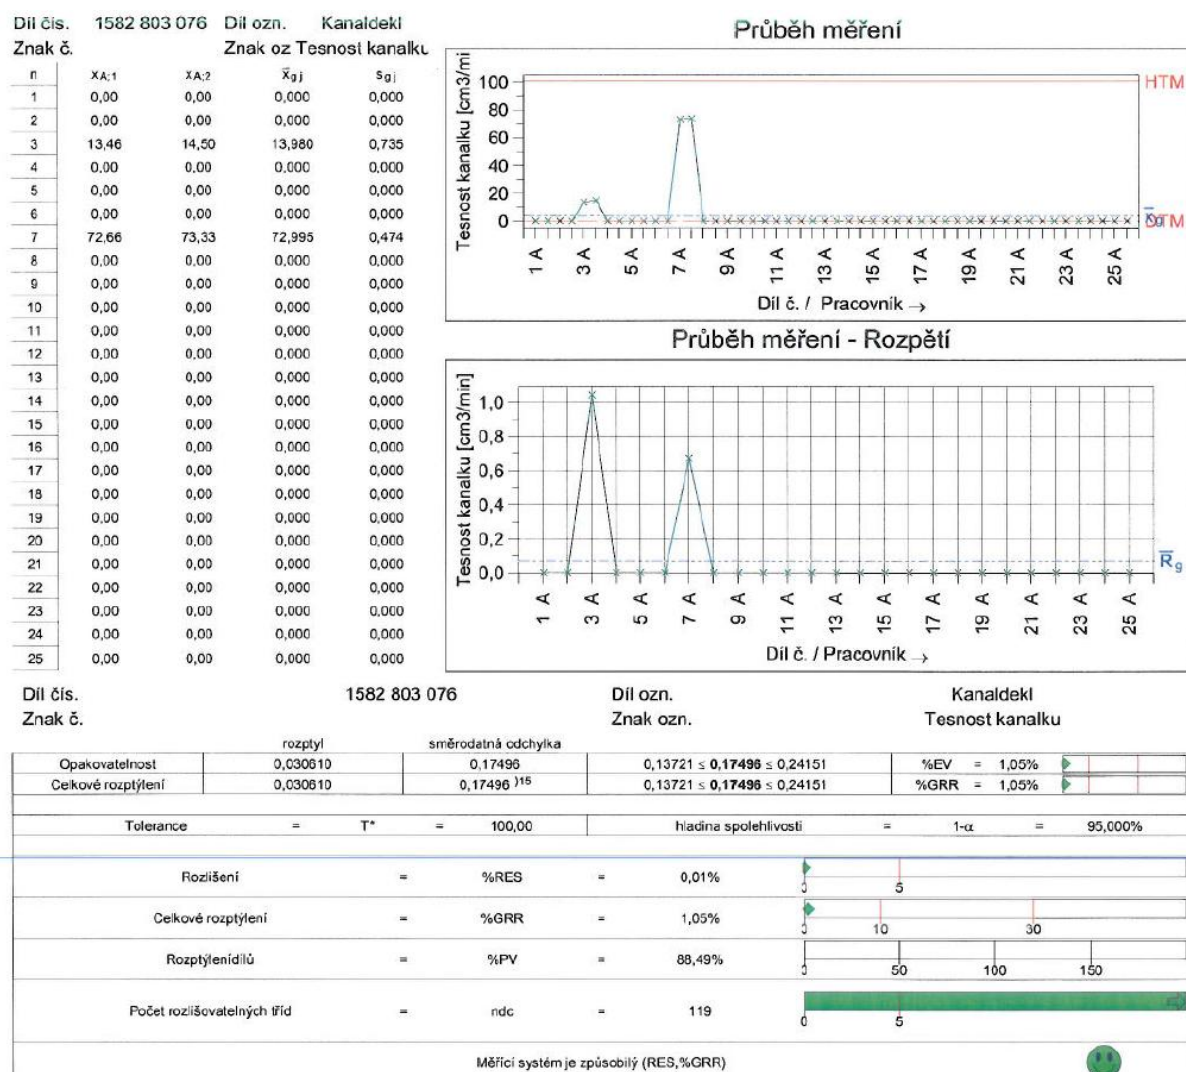 Díl čís. 1582 803 076 Díl ozn. Kanaldekl
Znak č. Znak oz Tesnost kanalku
n xA;1 xA;2 x̄gj sgj
1 0,00 0,00 0,000 0,000
2 0,00 0,00 0,000 0,000
3 13,46 14,50 13,980 0,735
4 0,00 0,00 0,000 0,000
5 0,00 0,00 0,000 0,000
6 0,00 0,00 0,000 0,000
7 72,66 73,33 72,995 0,474
8 0,00 0,00 0,000 0,000
9 0,00 0,00 0,000 0,000
10 0,00 0,00 0,000 0,000
11 0,00 0,00 0,000 0,000
12 0,00 0,00 0,000 0,000
13 0,00 0,00 0,000 0,000
14 0,00 0,00 0,000 0,000
15 0,00 0,00 0,000 0,000
16 0,00 0,00 0,000 0,000
17 0,00 0,00 0,000 0,000
18 0,00 0,00 0,000 0,000
19 0,00 0,00 0,000 0,000
20 0,00 0,00 0,000 0,000
21 0,00 0,00 0,000 0,000
22 0,00 0,00 0,000 0,000
23 0,00 0,00 0,000 0,000
24 0,00 0,00 0,000 0,000
25 0,00 0,00 0,000 0,000
Průběh měření
Tesnost kanalku [cm3/mi
100 HTM
80
60
40
20
0 x̄g DTM
1 A 3 A 5 A 7 A 9 A 11 A 13 A 15 A 17 A 19 A 21 A 23 A 25 A
Díl č. / Pracovník →
Průběh měření - Rozpětí
Tesnost kanalku [cm3/min]
1,0
0,8
0,6
0,4
0,2
0,0 R̄g
1 A 3 A 5 A 7 A 9 A 11 A 13 A 15 A 17 A 19 A 21 A 23 A 25 A
Díl č. / Pracovník →
Díl čís. 1582 803 076 Díl ozn. Kanaldekl
Znak č. Znak ozn. Tesnost kanalku
rozptyl směrodatná odchylka
Opakovatelnost 0,030610 0,17496 0,13721 ≤ 0,17496 ≤ 0,24151 %EV = 1,05%
Celkové rozptýlení 0,030610 0,17496 )15 0,13721 ≤ 0,17496 ≤ 0,24151 %GRR = 1,05%
Tolerance = T* = 100,00 hladina spolehlivosti = 1-α = 95,000%
Rozlišení = %RES = 0,01%
0 5
Celkové rozptýlení = %GRR = 1,05%
0 10 30
Rozptýlenídílů = %PV = 88,49%
0 50 100 150
Počet rozlišovatelných tříd = ndc = 119
0 5
Měřící systém je způsobilý (RES,%GRR)